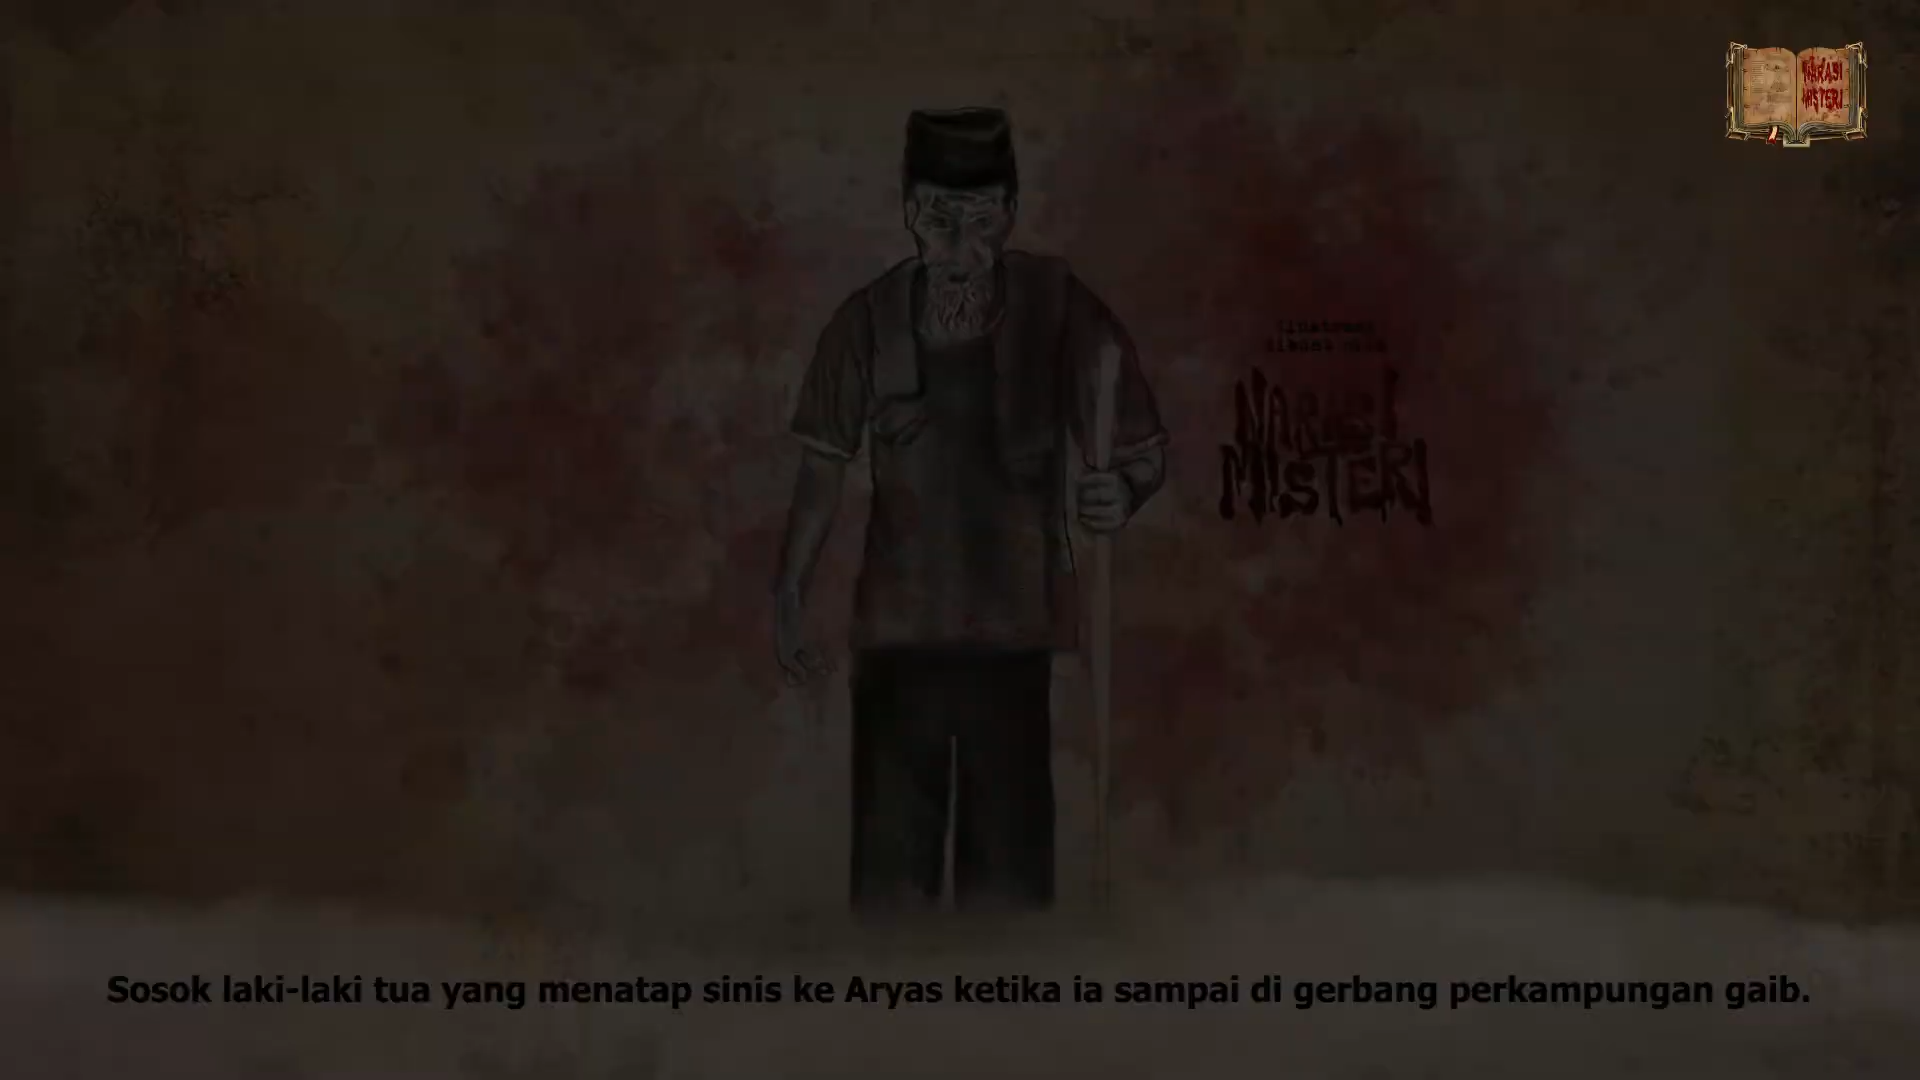 NARASI
MISTERI
NARASI
MISTERI
Sosok laki-laki tua yang menatap sinis ke Aryas ketika ia sampai di gerbang perkampungan gaib.